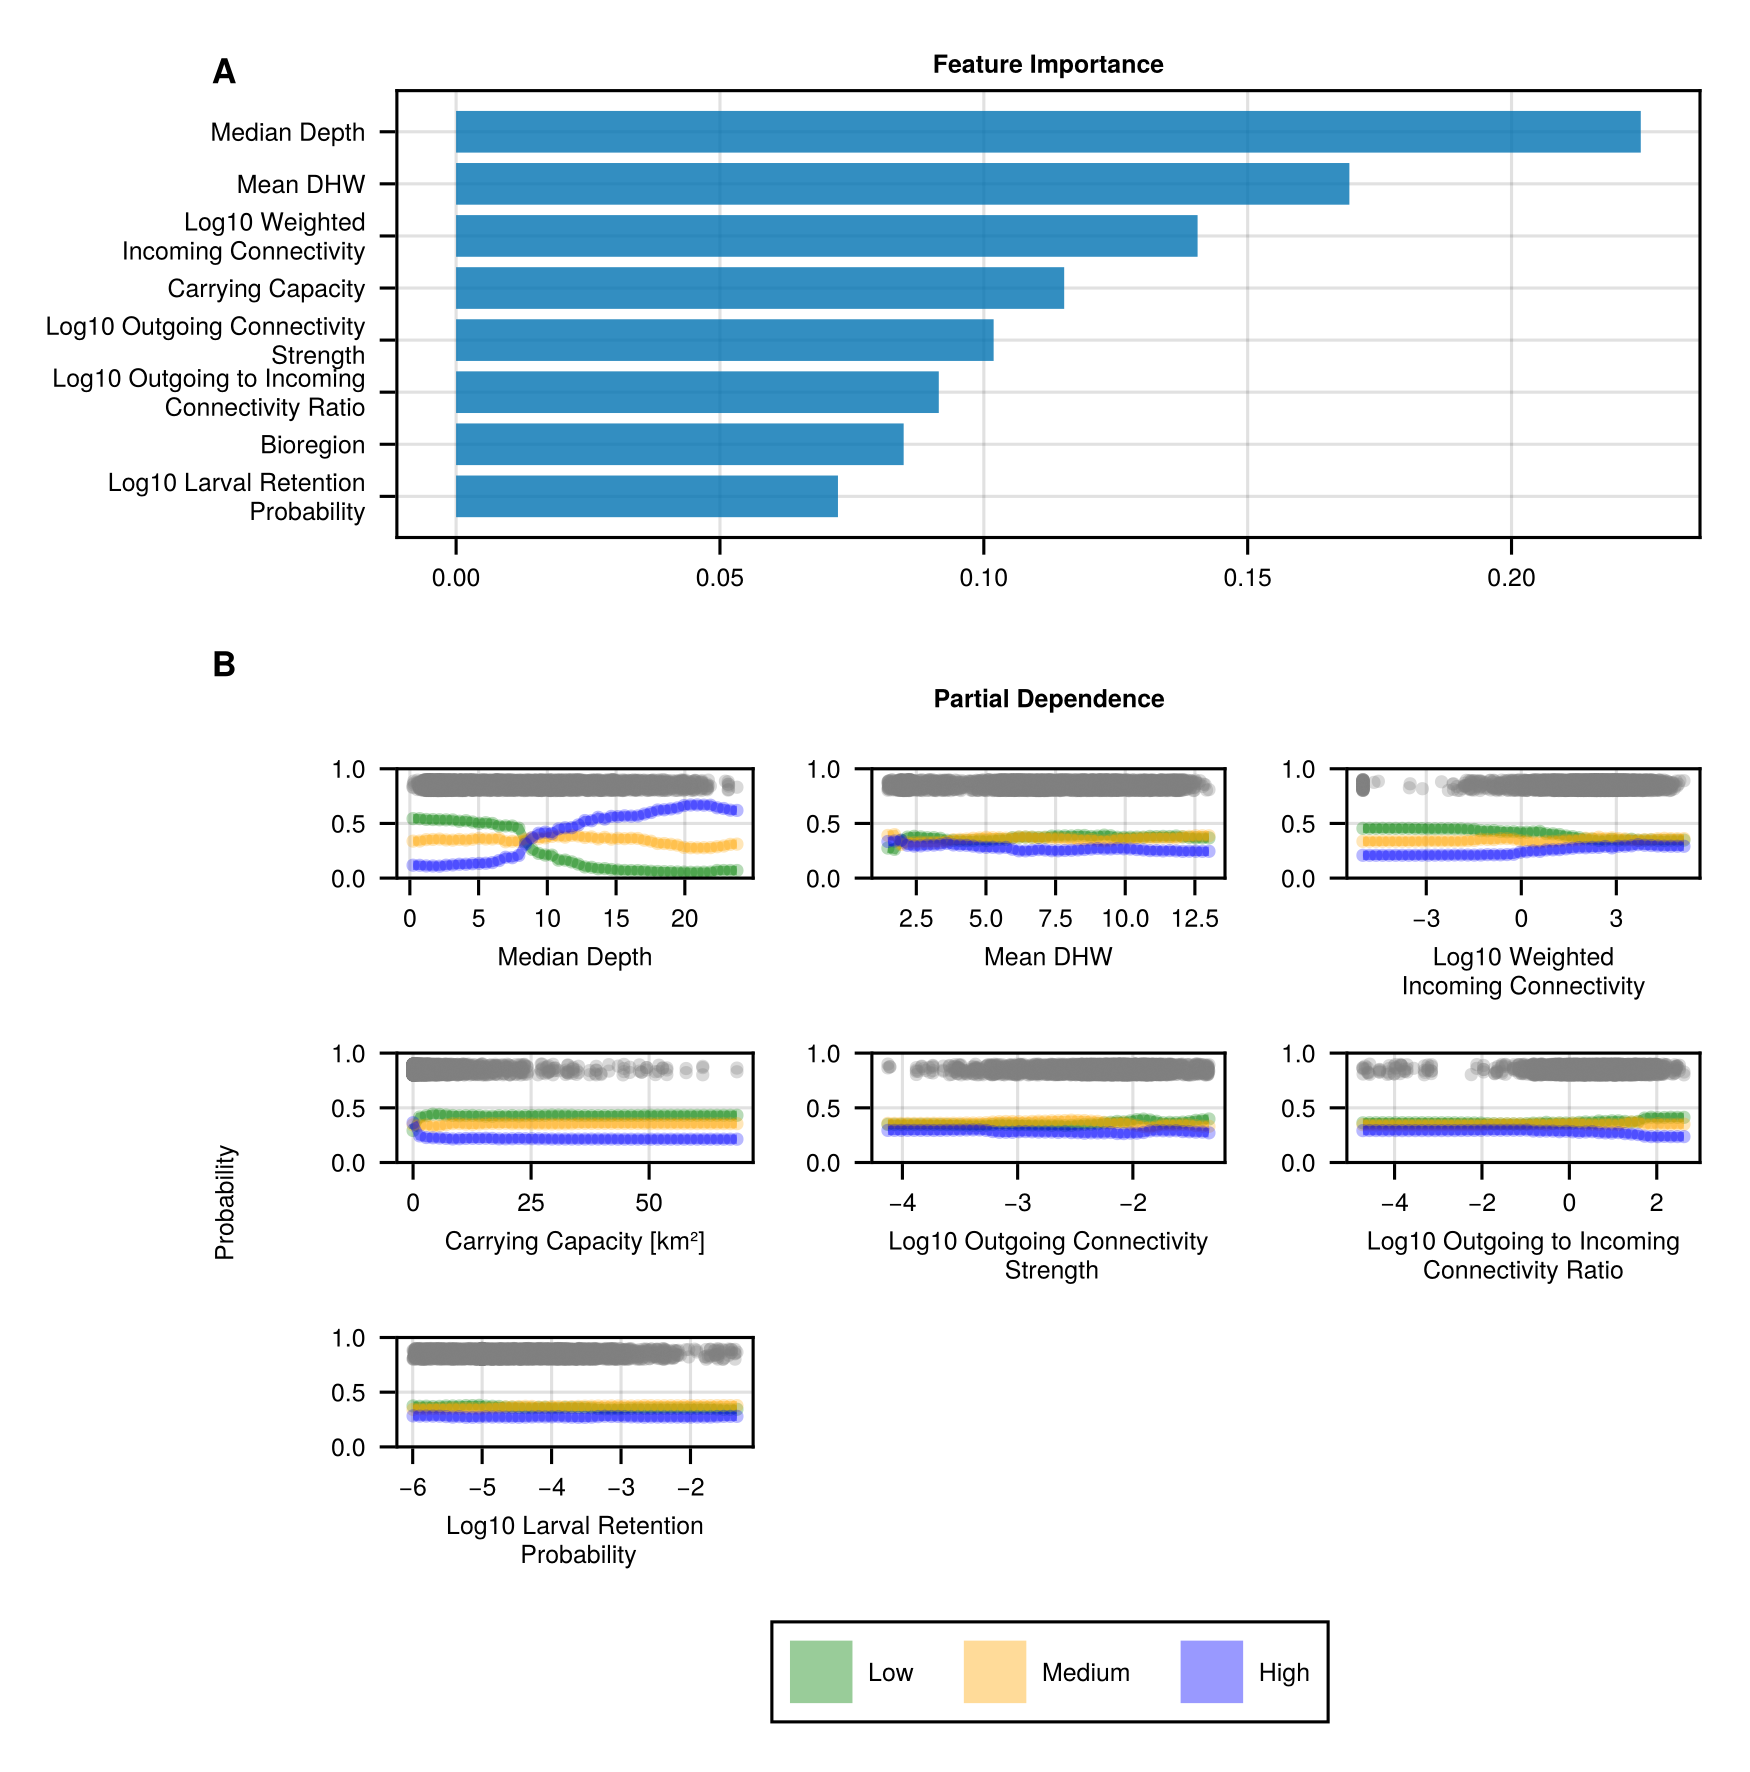 A
Feature Importance
Median Depth
Mean DHW
Log10 Weighted
Incoming Connectivity
Carrying Capacity
Log10 Outgoing Connectivity
Strength
Log10 Outgoing to Incoming
Connectivity Ratio
Bioregion
Log10 Larval Retention
Probability
0.00 0.05 0.10 0.15 0.20
B
Partial Dependence
Probability
1.0
0.5
0.0
0 5 10 15 20
Median Depth
1.0
0.5
0.0
2.5 5.0 7.5 10.0 12.5
Mean DHW
1.0
0.5
0.0
−3 0 3
Log10 Weighted
Incoming Connectivity
1.0
0.5
0.0
0 25 50
Carrying Capacity [km²]
1.0
0.5
0.0
−4 −3 −2
Log10 Outgoing Connectivity
Strength
1.0
0.5
0.0
−4 −2 0 2
Log10 Outgoing to Incoming
Connectivity Ratio
1.0
0.5
0.0
−6 −5 −4 −3 −2
Log10 Larval Retention
Probability
Low Medium High